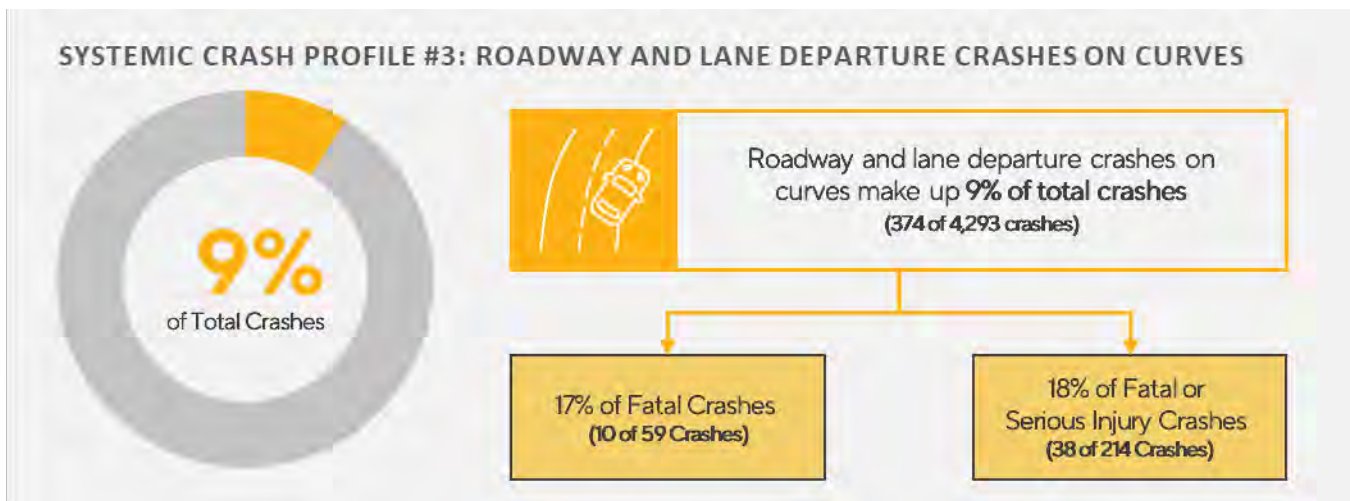 SYSTEMIC CRASH PROFILE #3: ROADWAY AND LANE DEPARTURE CRASHES ON CURVES
9%
of Total Crashes
Roadway and lane departure crashes on
curves make up 9% of total crashes
(374 of 4,293 crashes)
17% of Fatal Crashes
(10 of 59 Crashes)
18% of Fatal or
Serious Injury Crashes
(38 of 214 Crashes)